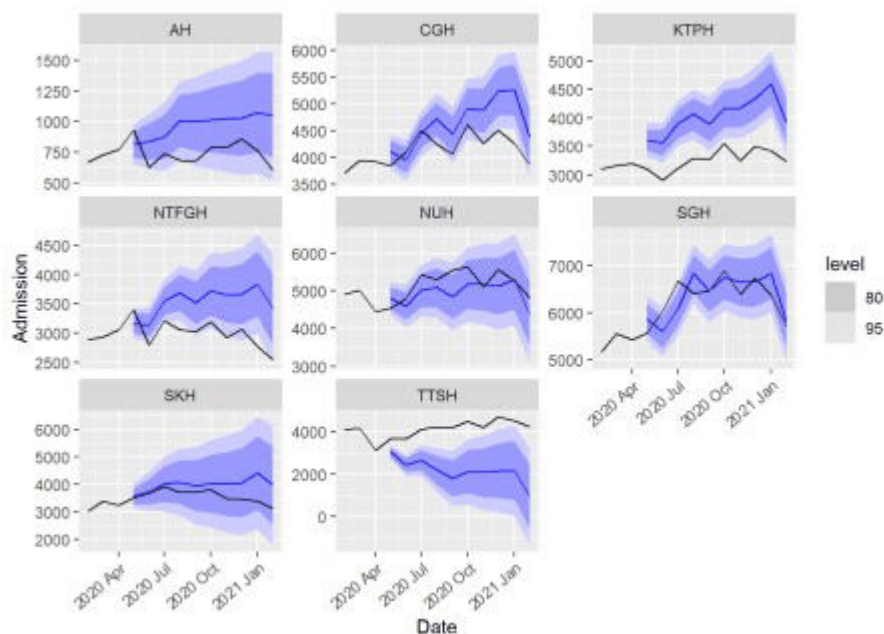 AH
CGH
KTPH
1500
1250
1000
750
500
6000
5500
5000
4500
4000
3500
5000
4500
4000
3500
3000
NTFGH
NUH
SGH
4500
4000
3500
3000
2500
6000
5000
4000
3000
7000
6000
5000
SKH
TTSH
6000
5000
4000
3000
2000
4000
2000
0
2020 Apr
2020 Jul
2020 Oct
2021 Jan
2020 Apr
2020 Jul
2020 Oct
2021 Jan
2020 Apr
2020 Jul
2020 Oct
2021 Jan
Admission
Date
level
80
95